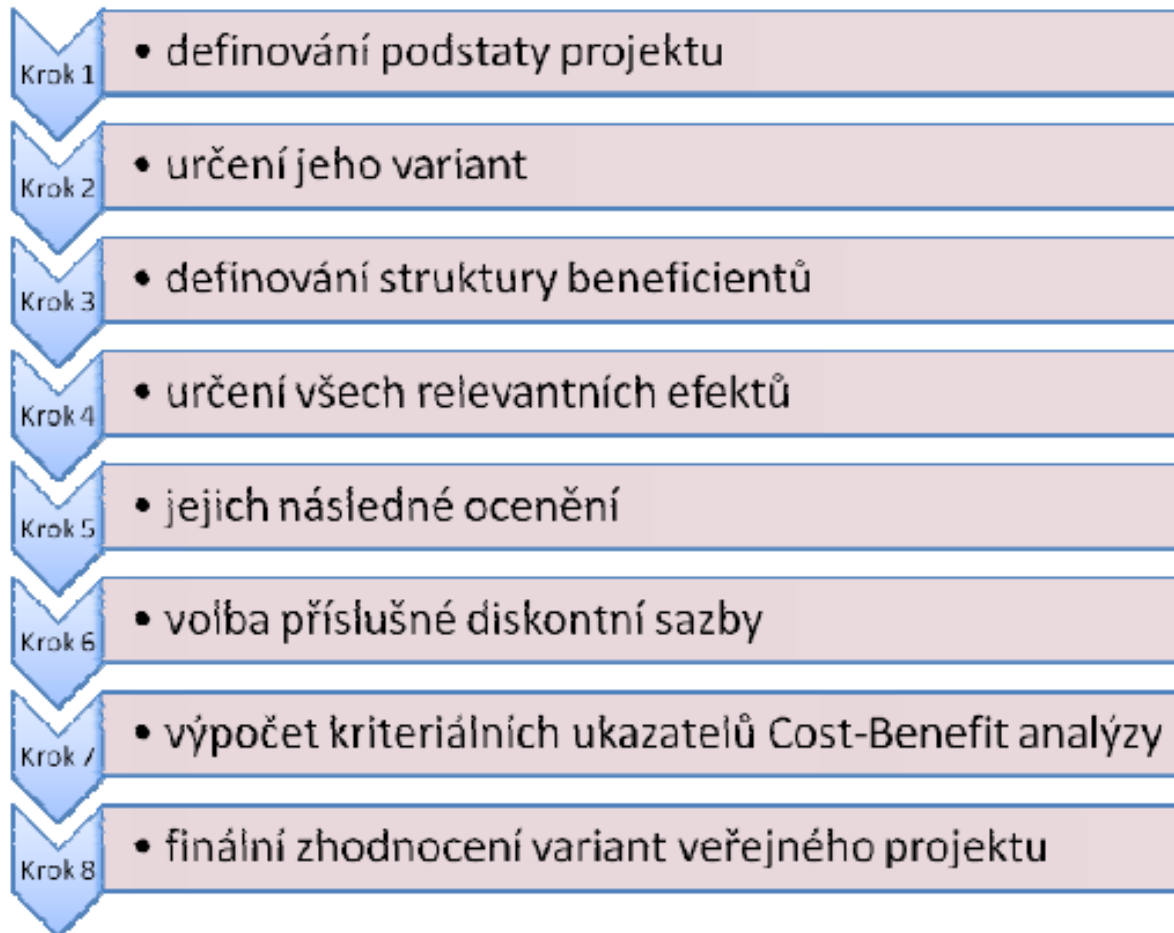 Krok 1
• definování podstaty projektu
Krok 2
• určení jeho variant
Krok 3
• definování struktury beneficientů
Krok 4
• určení všech relevantních efektů
Krok 5
• jejich následné ocenění
Krok 6
• volba příslušné diskontní sazby
Krok 7
• výpočet kriteriálních ukazatelů Cost-Benefit analýzy
Krok 8
• finální zhodnocení variant veřejného projektu